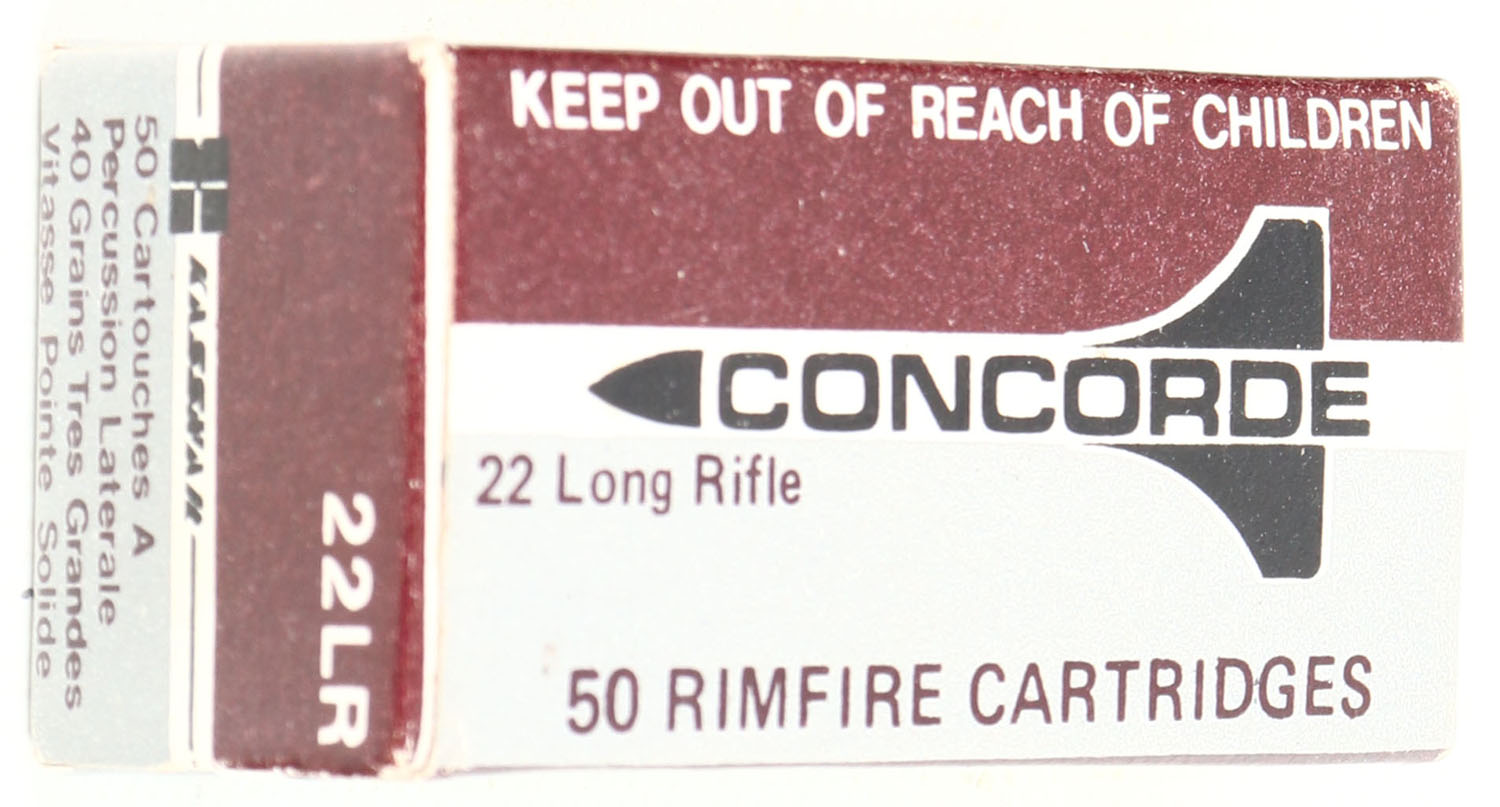 KEEP OUT OF REACH OF CHILDREN
CONCORDE
22 Long Rifle
50 RIMFIRE CARTRIDGES
22LR
KASSNAR
50 Cartouches A
Percussion Laterale
40 Grains Tres Grandes
Vitasse Pointe Solide